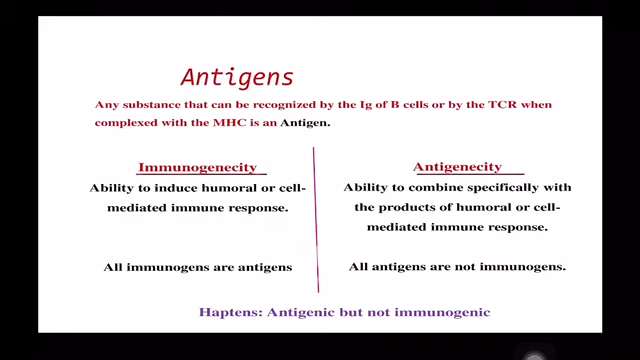 Antigens
Any substance that can be recognized by the Ig of B cells or by the TCR when
complexed with the MHC is an Antigen.
Immunogenecity
Ability to induce humoral or cell-
mediated immune response.
All immunogens are antigens
Antigenecity
Ability to combine specifically with
the products of humoral or cell-
mediated immune response.
All antigens are not immunogens.
Haptens: Antigenic but not immunogenic